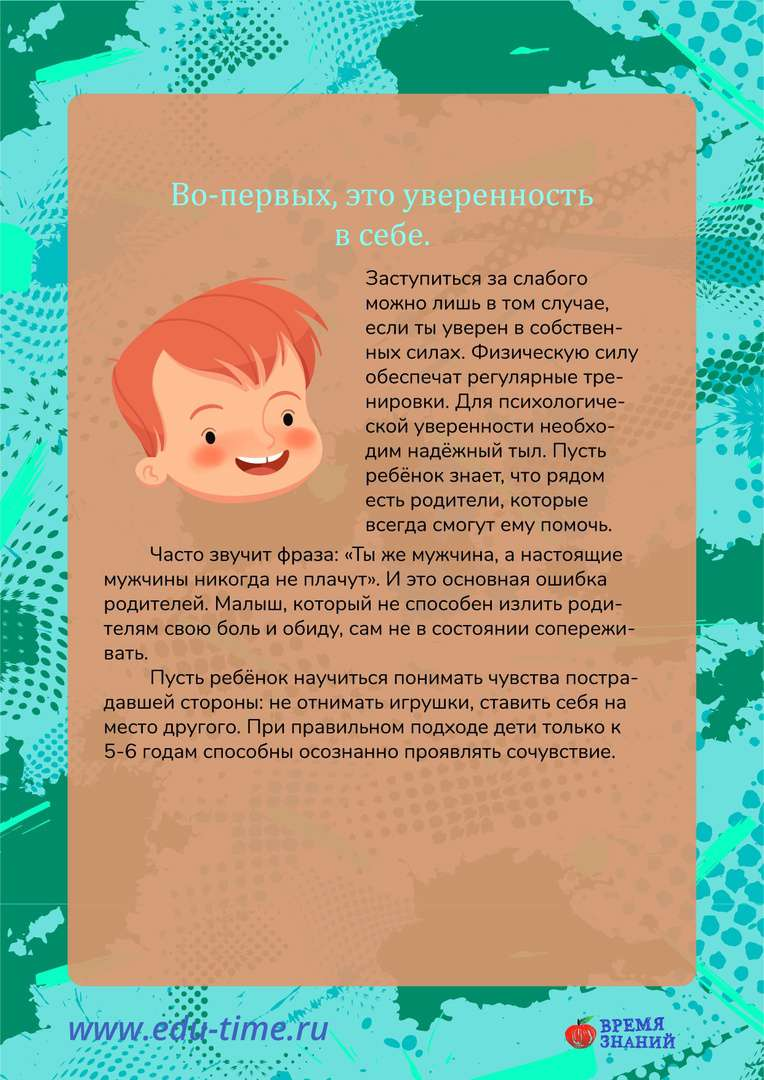 Во-первых, это уверенность
в себе.
Заступиться за слабого
можно лишь в том случае,
если ты уверен в собствен-
ных силах. Физическую силу
обеспечат регулярные тре-
нировки. Для психологиче-
ской уверенности необхо-
дим надёжный тыл. Пусть
ребёнок знает, что рядом
есть родители, которые
всегда смогут ему помочь.
Часто звучит фраза: «Ты же мужчина, а настоящие
мужчины никогда не плачут». И это основная ошибка
родителей. Малыш, который не способен излить роди-
телям свою боль и обиду, сам не в состоянии сопережи-
вать.
Пусть ребёнок научиться понимать чувства постра-
давшей стороны: не отнимать игрушки, ставить себя на
место другого. При правильном подходе дети только к
5-6 годам способны осознанно проявлять сочувствие.
www.edu-time.ru
ВРЕМЯ
ЗНАНИЙ